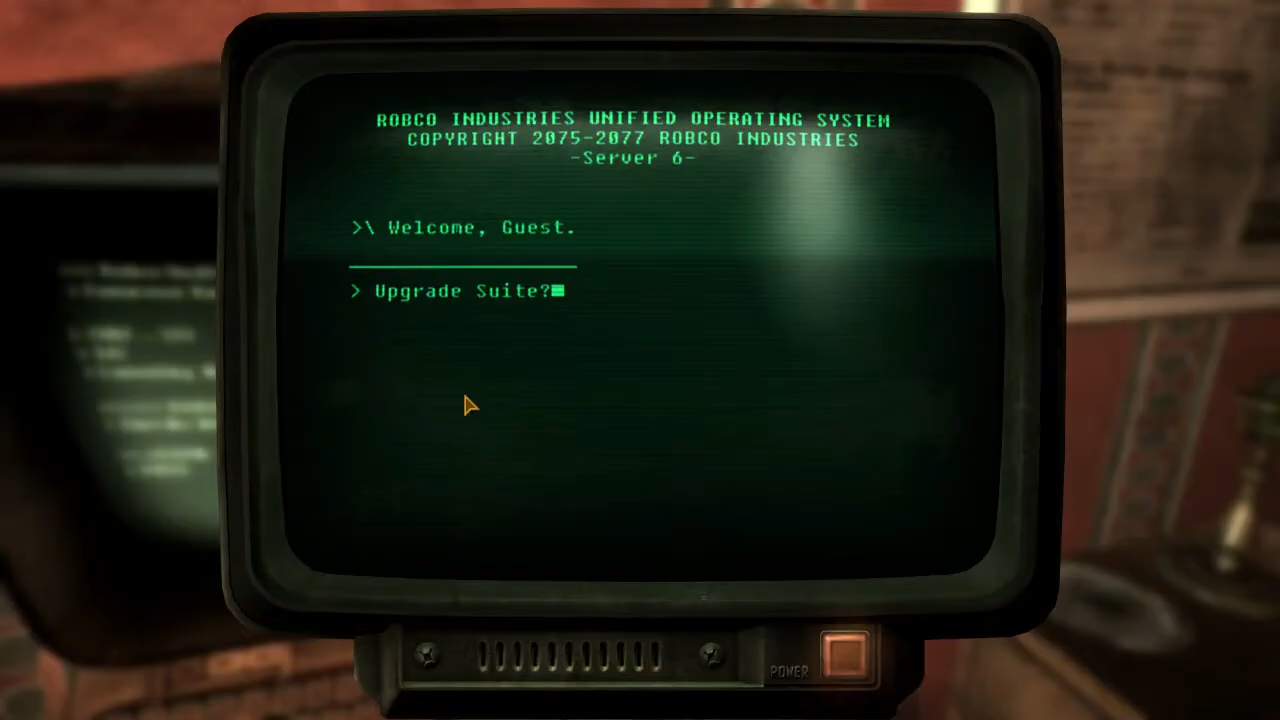 ROBCO INDUSTRIES UNIFIED OPERATING SYSTEM
COPYRIGHT 2075-2077 ROBCO INDUSTRIES
-Server 6-
>\ Welcome, Guest.
> Upgrade Suite?
POWER